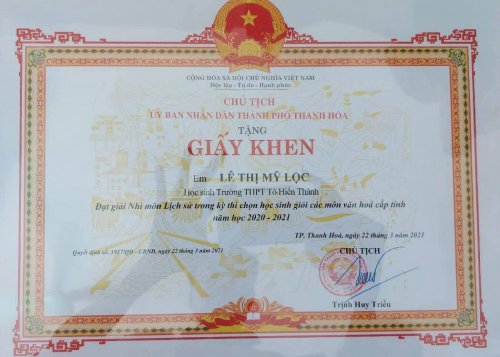 CỘNG HÒA XÃ HỘI CHỦ NGHĨA VIỆT NAM
Độc lập - Tự do - Hạnh phúc
CHỦ TỊCH
ỦY BAN NHÂN DÂN THÀNH PHỐ THANH HÓA
TẶNG
GIẤY KHEN
Em LÊ THỊ MỸ LỘC
Học sinh Trường THPT Tô Hiến Thành
Đạt giải Nhì môn Lịch sử trong kỳ thi chọn học sinh giỏi các môn văn hoá cấp tỉnh
năm học 2020 - 2021
TP. Thanh Hoá, ngày 22 tháng 3 năm 2021
Quyết định số: 1917/QĐ - UBND, ngày 22 tháng 3 năm 2021
CHỦ TỊCH
Trịnh Huy Triều